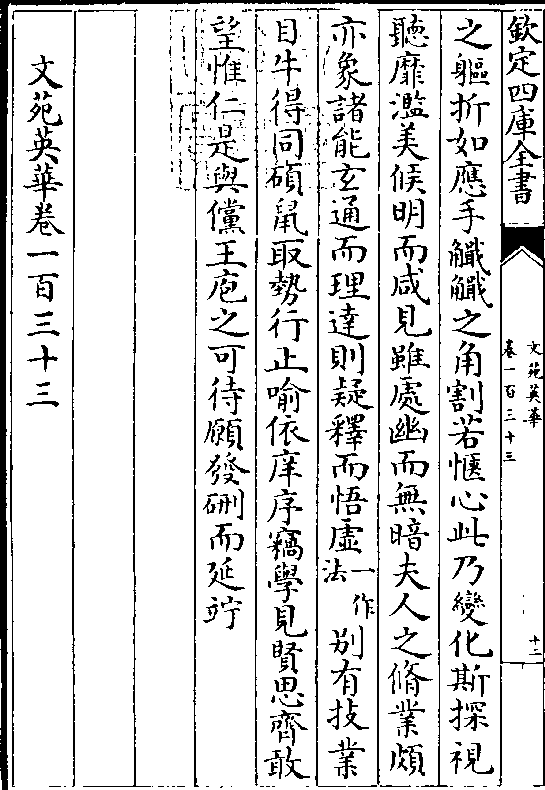 欽定四庫全書
文苑英華
卷一百三十三
十二
之軀折如應手觿觿之角割若愜心此乃變化斯探視
聽靡濫美候明而咸見雖處幽而無暗夫人之脩業頗
亦象諸能玄通而理達則疑釋而悟虛一作法別有技業
目牛得同碩鼠取勢行止喻依庠序竊學見賢思齊敢
望惟仁是與儻王庖之可待願發硎而延竚
文苑英華卷一百三十三